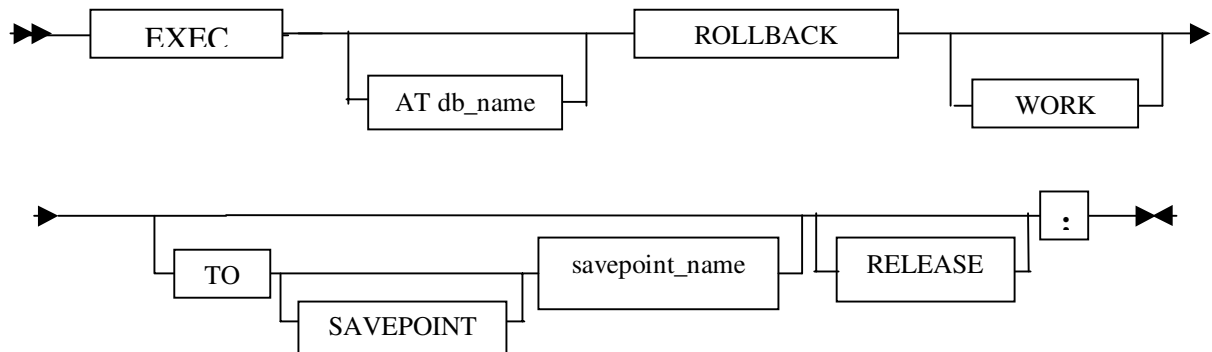 EXEC
ROLLBACK
AT db_name
WORK
;
TO
savepoint_name
RELEASE
SAVEPOINT